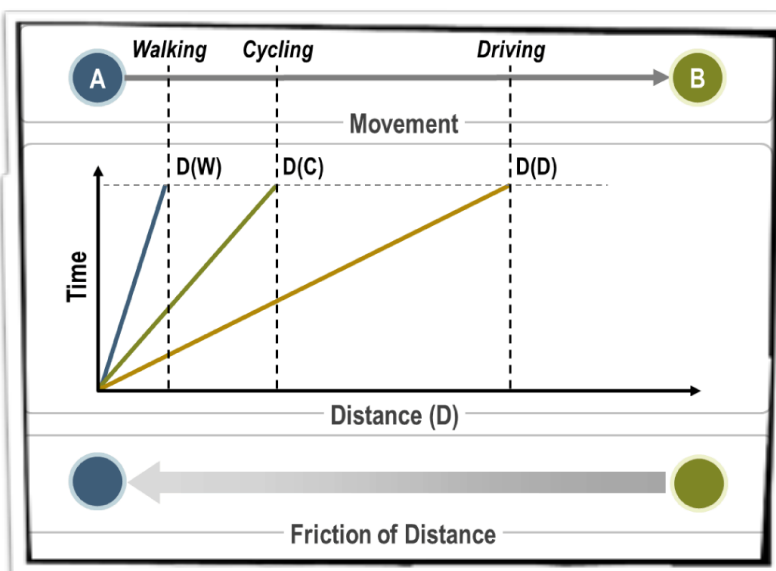 Walking Cycling Driving
A B
Movement
D(W) D(C) D(D)
Time
Distance (D)
Friction of Distance